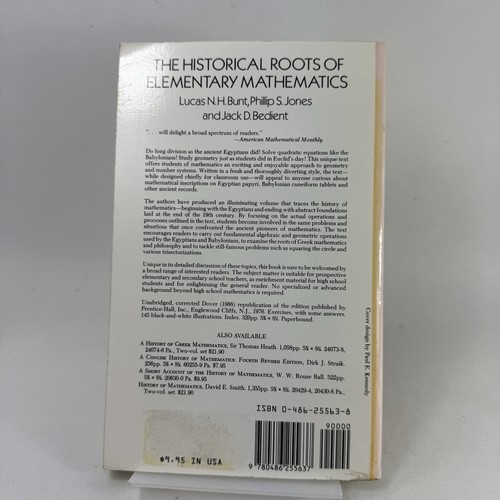 THE HISTORICAL ROOTS OF
ELEMENTARY MATHEMATICS
Lucas N.H. Bunt, Phillip S. Jones
and Jack D. Bedient
". . . will delight a broad spectrum of readers."
—American Mathematical Monthly
Do long division as the ancient Egyptians did! Solve quadratic equations like the
Babylonians! Study geometry just as students did in Euclid's day! This unique text
offers students of mathematics an exciting and enjoyable approach to geometry
and number systems. Written in a fresh and thoroughly diverting style, the text—
while designed chiefly for classroom use—will appeal to anyone curious about
mathematical inscriptions on Egyptian papyri, Babylonian cuneiform tablets and
other ancient records.
The authors have produced an illuminating volume that traces the history of
mathematics—beginning with the Egyptians and ending with abstract foundations
laid at the end of the 19th century. By focusing on the actual operations and
processes outlined in the text, students become involved in the same problems and
situations that once confronted the ancient pioneers of mathematics. The text
encourages readers to carry out fundamental algebraic and geometric operations
used by the Egyptians and Babylonians, to examine the roots of Greek mathematics
and philosophy and to tackle still-famous problems such as squaring the circle and
various trisectorizations.
Unique in its detailed discussion of these topics, this book is sure to be welcomed by
a broad range of interested readers. The subject matter is suitable for prospective
elementary and secondary school teachers, as enrichment material for high school
students and for enlightening the general reader. No specialized or advanced
background beyond high school mathematics is required.
Unabridged, corrected Dover (1988) republication of the edition published by
Prentice-Hall, Inc., Englewood Cliffs, N.J., 1976. Exercises, with some answers.
145 black-and-white illustrations. Index. 320pp. 5⅜ × 8½. Paperbound.
ALSO AVAILABLE
A HISTORY OF GREEK MATHEMATICS, Sir Thomas Heath. 1,058pp. 5⅜ × 8½. 24073-8,
24074-6 Pa., Two-vol. set $21.90
A CONCISE HISTORY OF MATHEMATICS: FOURTH REVISED EDITION, Dirk J. Struik.
256pp. 5⅜ × 8½. 60255-9 Pa. $7.95
A SHORT ACCOUNT OF THE HISTORY OF MATHEMATICS, W. W. Rouse Ball. 522pp.
5⅜ × 8½. 20630-0 Pa. $9.95
HISTORY OF MATHEMATICS, David E. Smith. 1,355pp. 5⅜ × 8½. 20429-4, 20430-8 Pa.,
Two-vol. set $21.90
Cover design by Paul E. Kennedy
ISBN 0-486-25563-8
90000
9 780486 255637
$9.95 IN USA